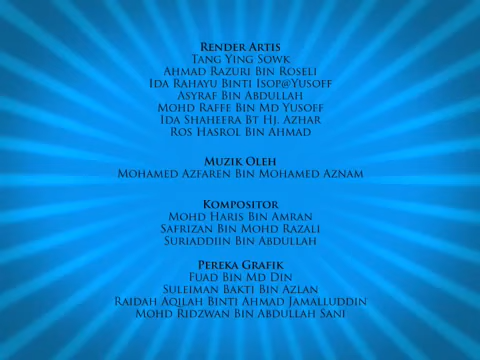 Render Artis
Tang Ying Sowk
Ahmad Razuri Bin Roseli
Ida Rahayu Binti Isop@Yusoff
Asyraf Bin Abdullah
Mohd Raffe Bin Md Yusoff
Ida Shaheera Bt Hj. Azhar
Ros Hasrol Bin Ahmad
Muzik Oleh
Mohamed Azfaren Bin Mohamed Aznam
Kompositor
Mohd Haris Bin Amran
Safrizan Bin Mohd Razali
Suriaddiin Bin Abdullah
Pereka Grafik
Fuad Bin Md Din
Suleiman Bakti Bin Azlan
Raidah Aqilah Binti Ahmad Jamalluddin
Mohd Ridzwan Bin Abdullah Sani